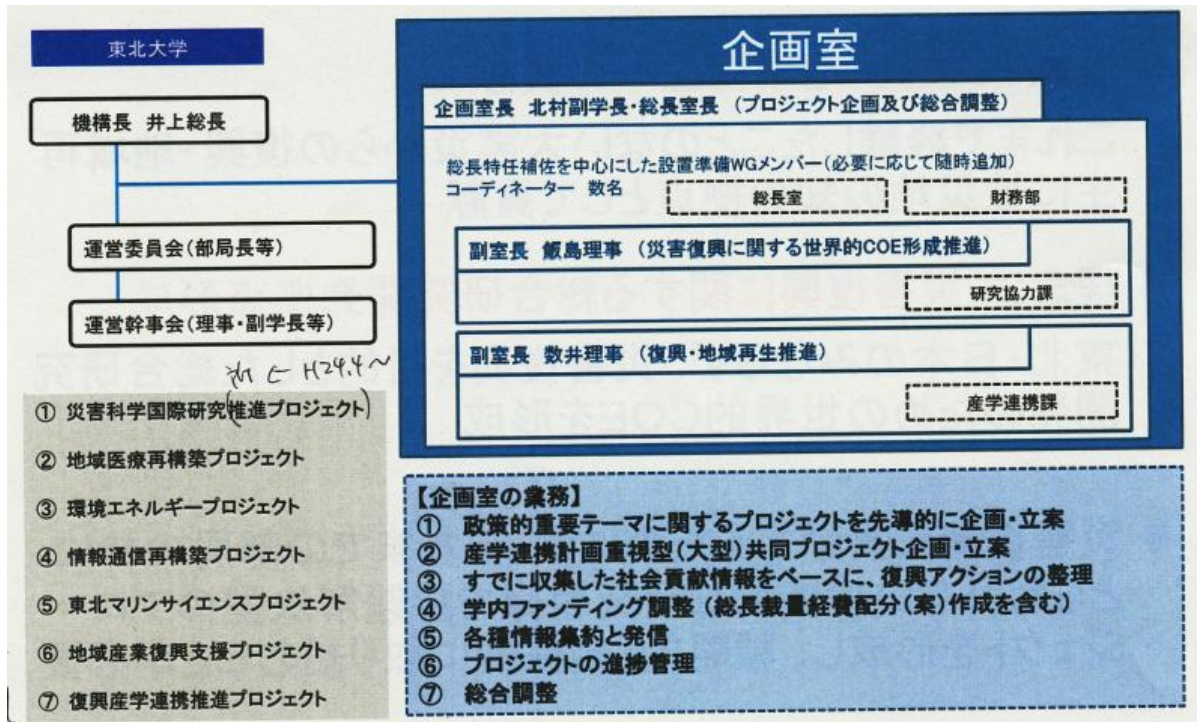 東北大学
機構長 井上総長
運営委員会(部局長等)
運営幹事会(理事・副学長等)
所 ← H24.4~
① 災害科学国際研究(推進プロジェクト)
② 地域医療再構築プロジェクト
③ 環境エネルギープロジェクト
④ 情報通信再構築プロジェクト
⑤ 東北マリンサイエンスプロジェクト
⑥ 地域産業復興支援プロジェクト
⑦ 復興産学連携推進プロジェクト
企画室
企画室長 北村副学長・総長室長 (プロジェクト企画及び総合調整)
総長特任補佐を中心にした設置準備WGメンバー(必要に応じて随時追加)
コーディネーター 数名
総長室
財務部
副室長 飯島理事 (災害復興に関する世界的COE形成推進)
研究協力課
副室長 数井理事 (復興・地域再生推進)
産学連携課
【企画室の業務】
① 政策的重要テーマに関するプロジェクトを先導的に企画・立案
② 産学連携計画重視型(大型)共同プロジェクト企画・立案
③ すでに収集した社会貢献情報をベースに、復興アクションの整理
④ 学内ファンディング調整 (総長裁量経費配分(案)作成を含む)
⑤ 各種情報集約と発信
⑥ プロジェクトの進捗管理
⑦ 総合調整